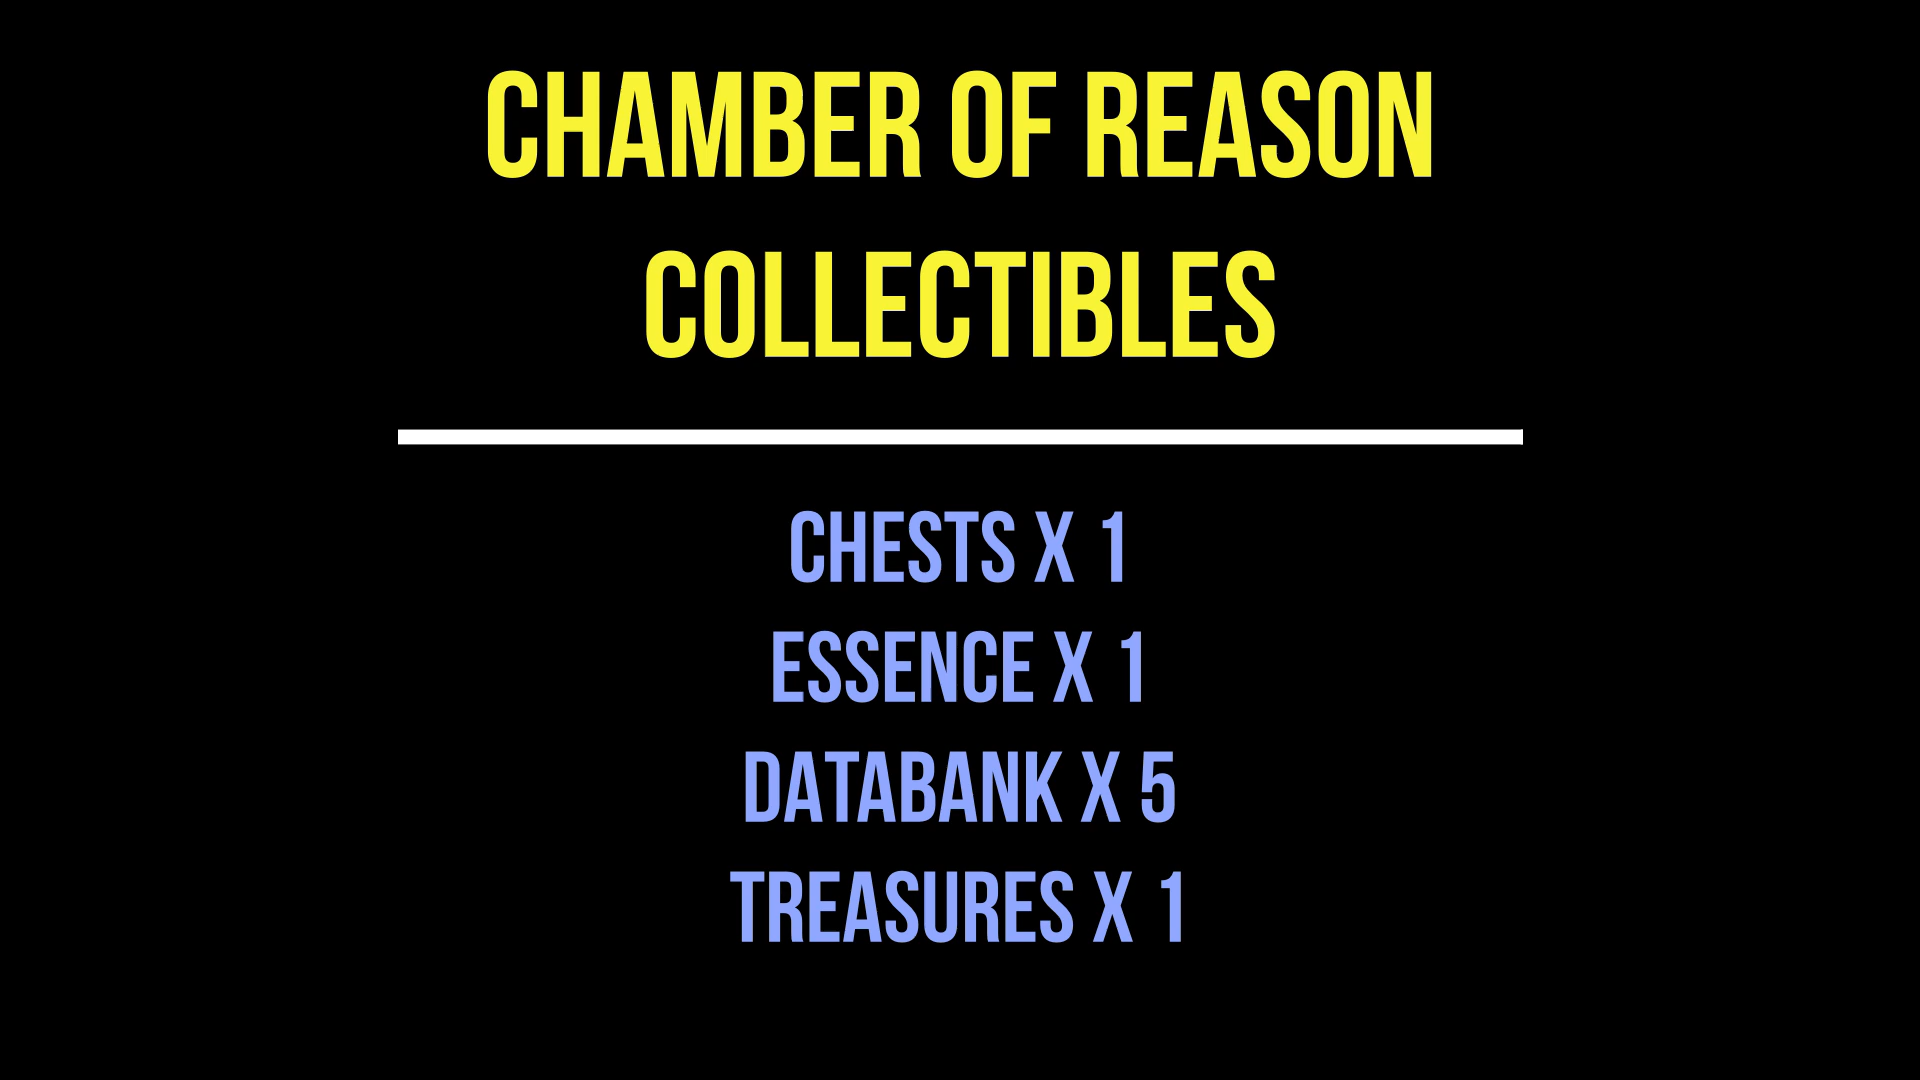 CHAMBER OF REASON
COLLECTIBLES
CHESTS X 1
ESSENCE X 1
DATABANK X 5
TREASURES X 1